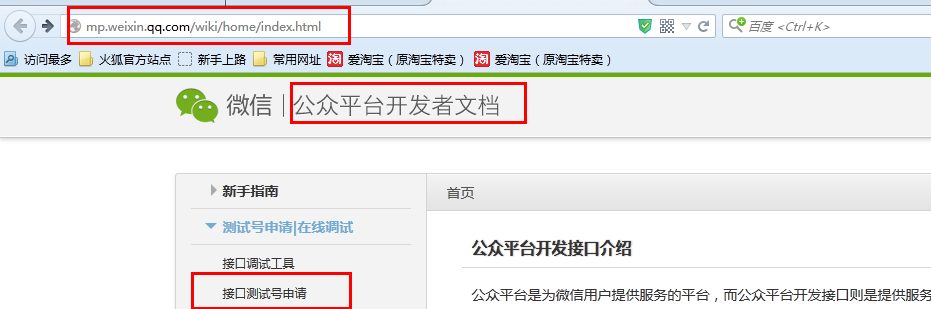 mp.weixin.qq.com/wiki/home/index.html 百度 <Ctrl+K>
访问最多 火狐官方站点 新手上路 常用网址 淘 爱淘宝（原淘宝特卖） 淘 爱淘宝（原淘宝特卖）
微信 | 公众平台开发者文档
新手指南
首页
测试号申请|在线调试
公众平台开发接口介绍
接口调试工具
接口测试号申请
公众平台是为微信用户提供服务的平台，而公众平台开发接口则是提供服务